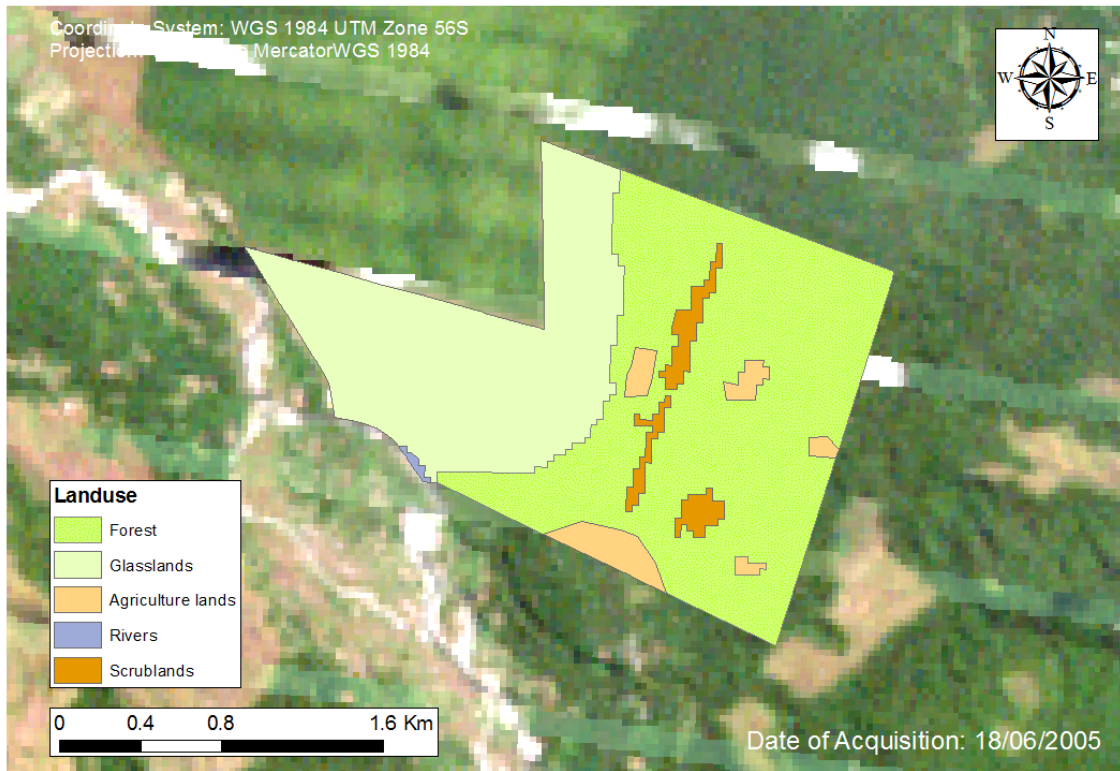 Coordinate System: WGS 1984 UTM Zone 56S
Projection: MercatorWGS 1984
N
W E
S
Landuse
Forest
Glasslands
Agriculture lands
Rivers
Scrublands
0 0.4 0.8 1.6 Km
Date of Acquisition: 18/06/2005